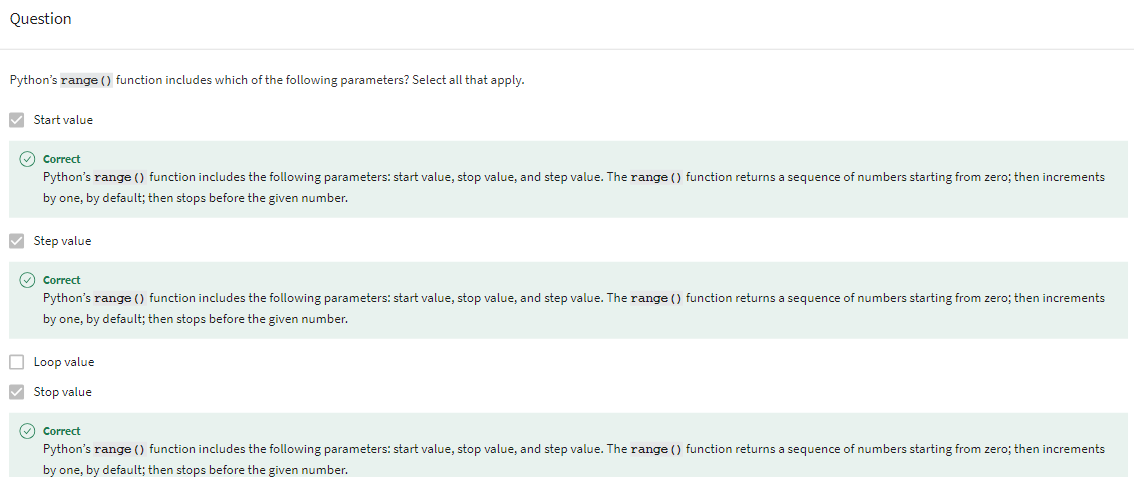 Question
Python’s range() function includes which of the following parameters? Select all that apply.
Start value
Correct
Python’s range() function includes the following parameters: start value, stop value, and step value. The range() function returns a sequence of numbers starting from zero; then increments
by one, by default; then stops before the given number.
Step value
Correct
Python’s range() function includes the following parameters: start value, stop value, and step value. The range() function returns a sequence of numbers starting from zero; then increments
by one, by default; then stops before the given number.
Loop value
Stop value
Correct
Python’s range() function includes the following parameters: start value, stop value, and step value. The range() function returns a sequence of numbers starting from zero; then increments
by one, by default; then stops before the given number.